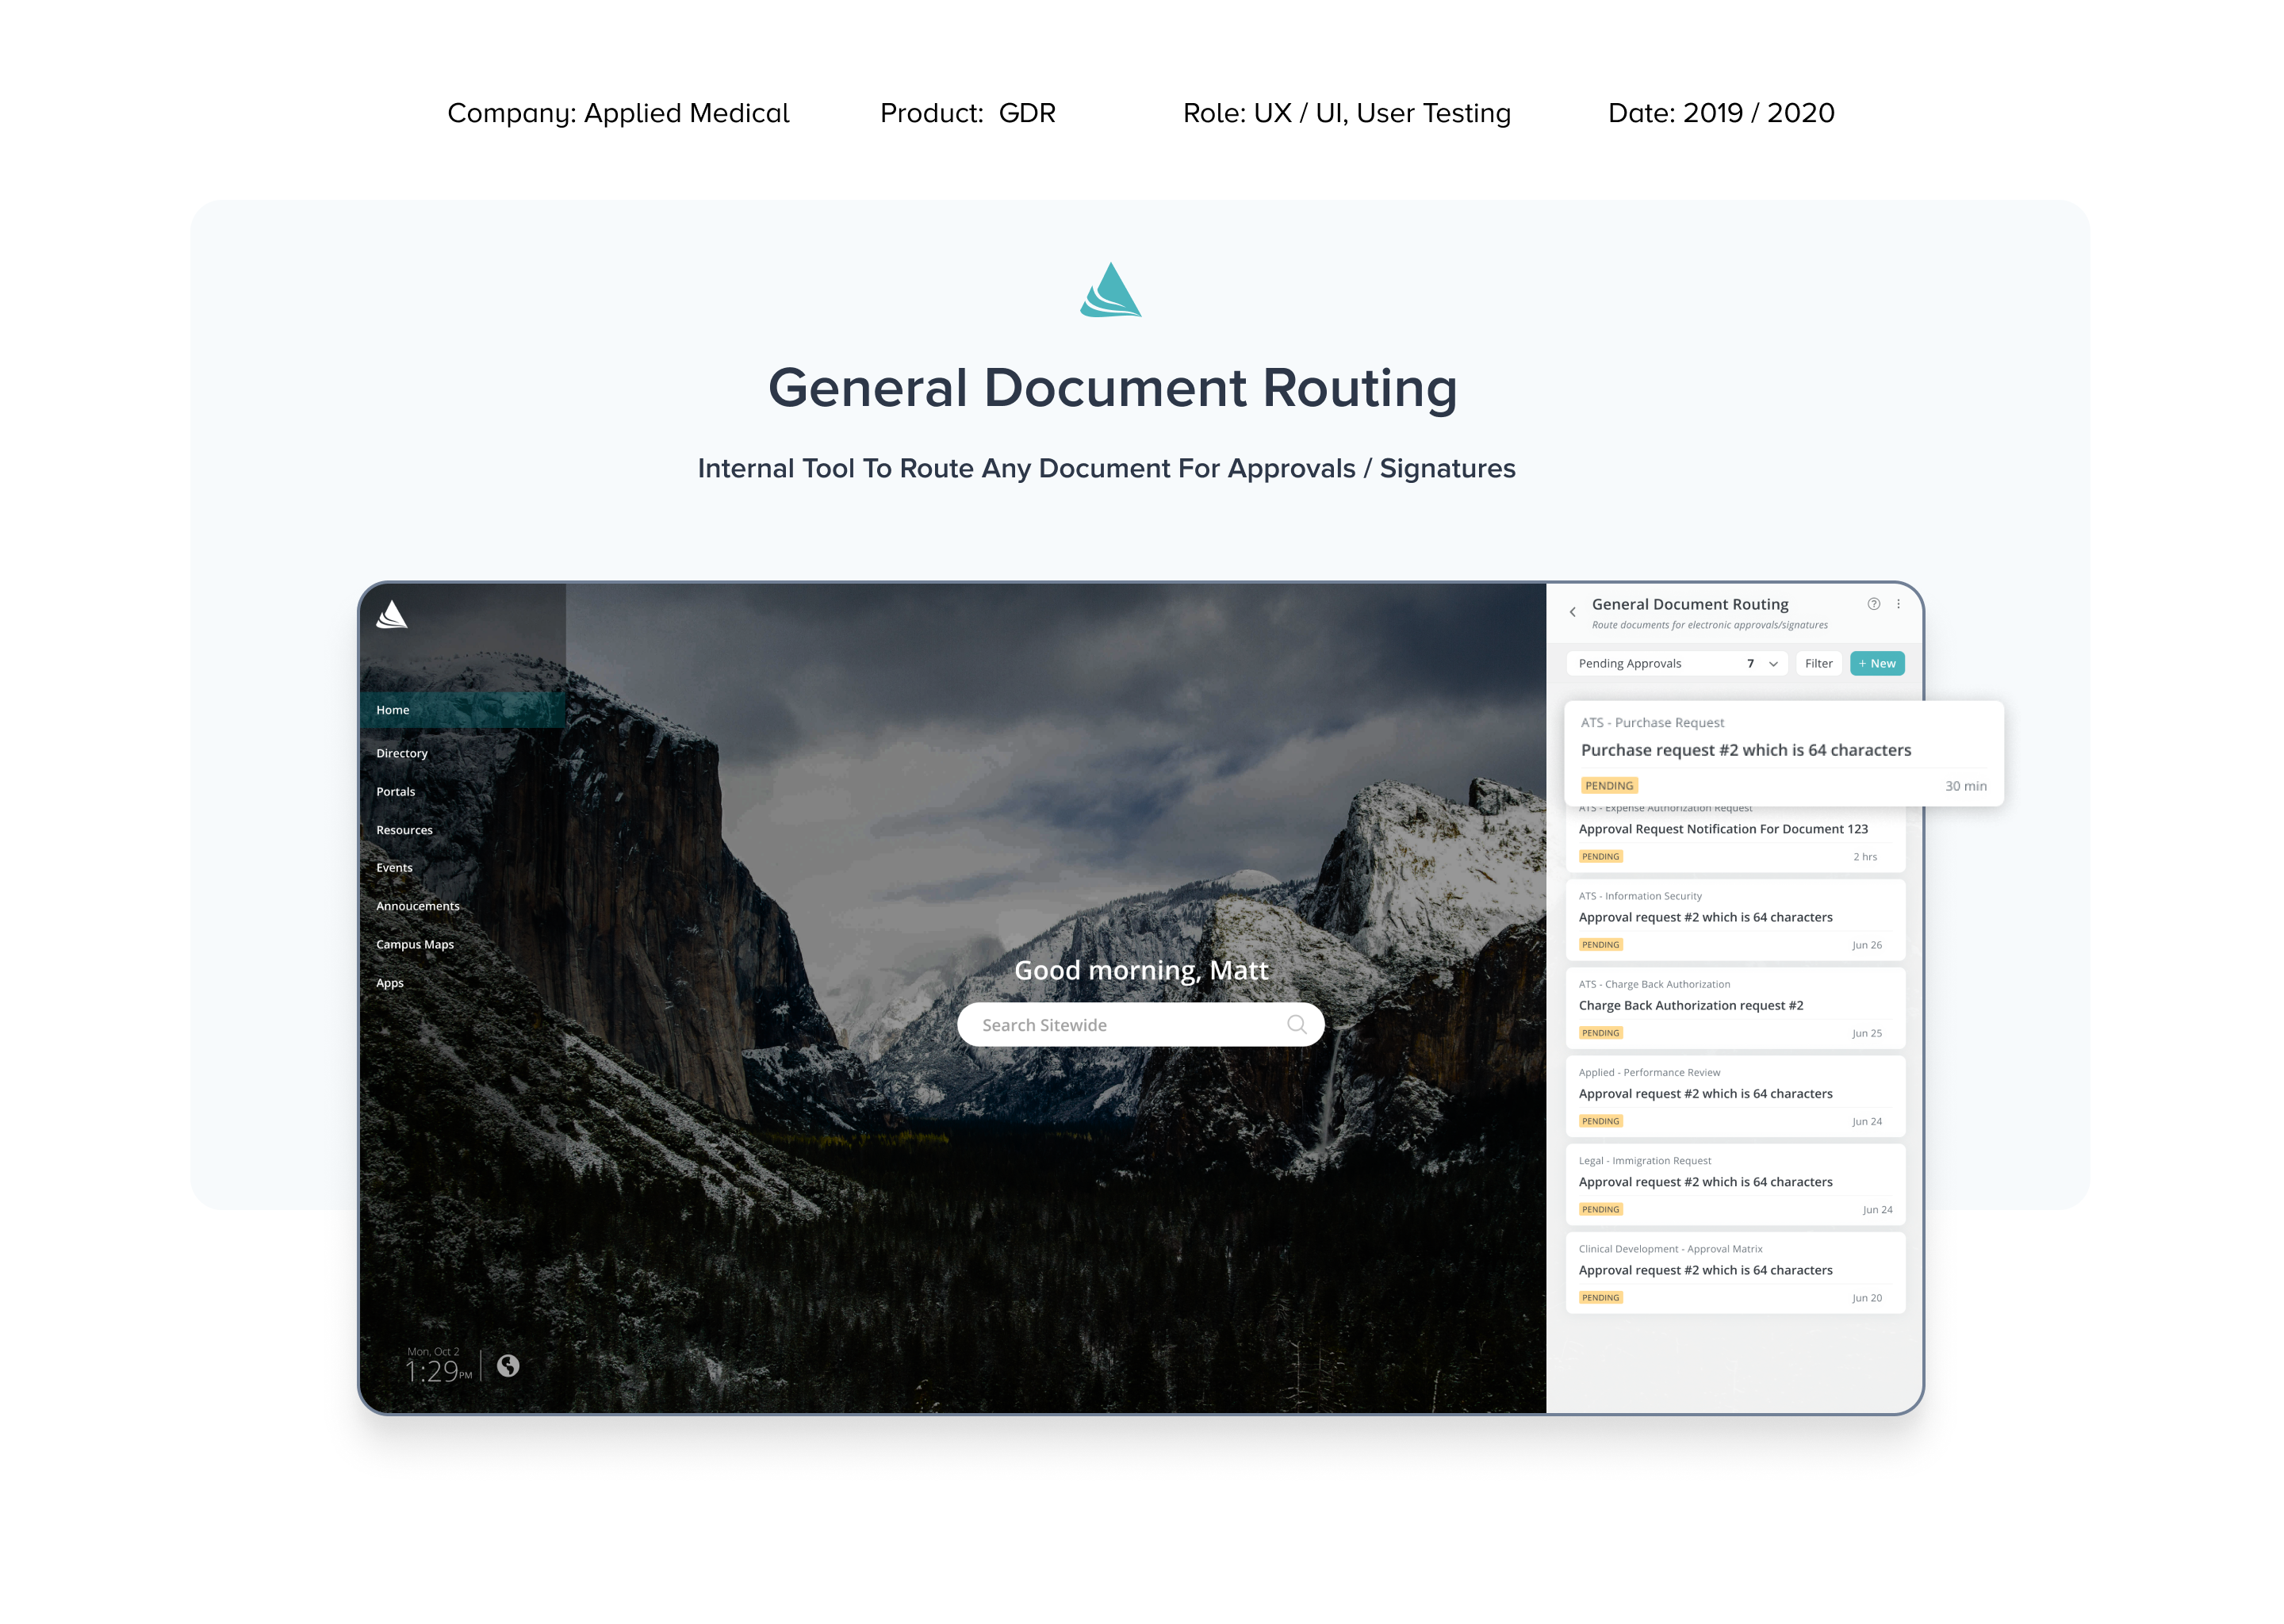 Company: Applied Medical
Product: GDR
Role: UX / UI, User Testing
Date: 2019 / 2020
General Document Routing
Internal Tool To Route Any Document For Approvals / Signatures
Home
Directory
Portals
Resources
Events
Annoucements
Campus Maps
Apps
Good morning, Matt
Search Sitewide
Mon, Oct 2
1:29PM
General Document Routing
?
Route documents for electronic approvals/signatures
Pending Approvals 7
Filter
+ New
ATS - Purchase Request
Purchase request #2 which is 64 characters
PENDING 30 min
ATS - Expense Authorization Request
Approval Request Notification For Document 123
PENDING 2 hrs
ATS - Information Security
Approval request #2 which is 64 characters
PENDING Jun 26
ATS - Charge Back Authorization
Charge Back Authorization request #2
PENDING Jun 25
Applied - Performance Review
Approval request #2 which is 64 characters
PENDING Jun 24
Legal - Immigration Request
Approval request #2 which is 64 characters
PENDING Jun 24
Clinical Development - Approval Matrix
Approval request #2 which is 64 characters
PENDING Jun 20